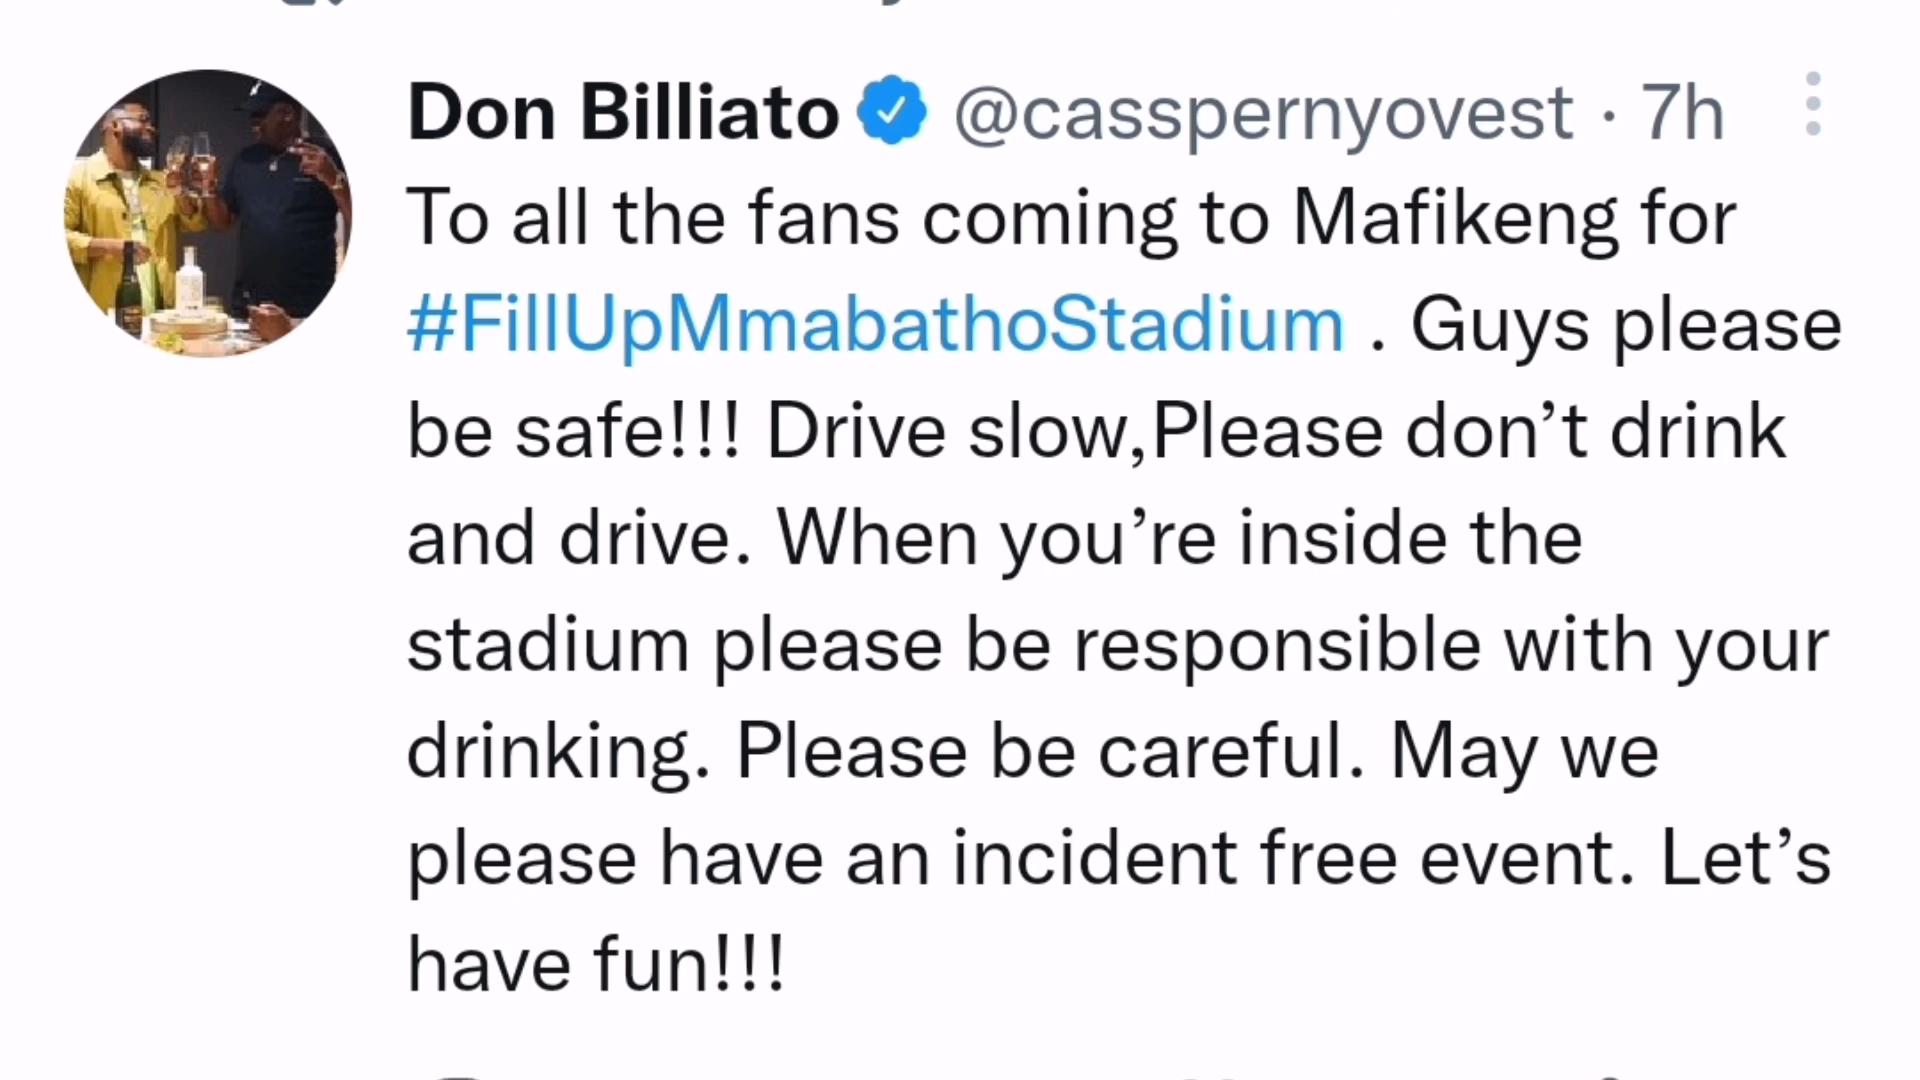 Don Billiato @casspernyovest · 7h
To all the fans coming to Mafikeng for
#FillUpMmabathoStadium . Guys please
be safe!!! Drive slow,Please don’t drink
and drive. When you’re inside the
stadium please be responsible with your
drinking. Please be careful. May we
please have an incident free event. Let’s
have fun!!!